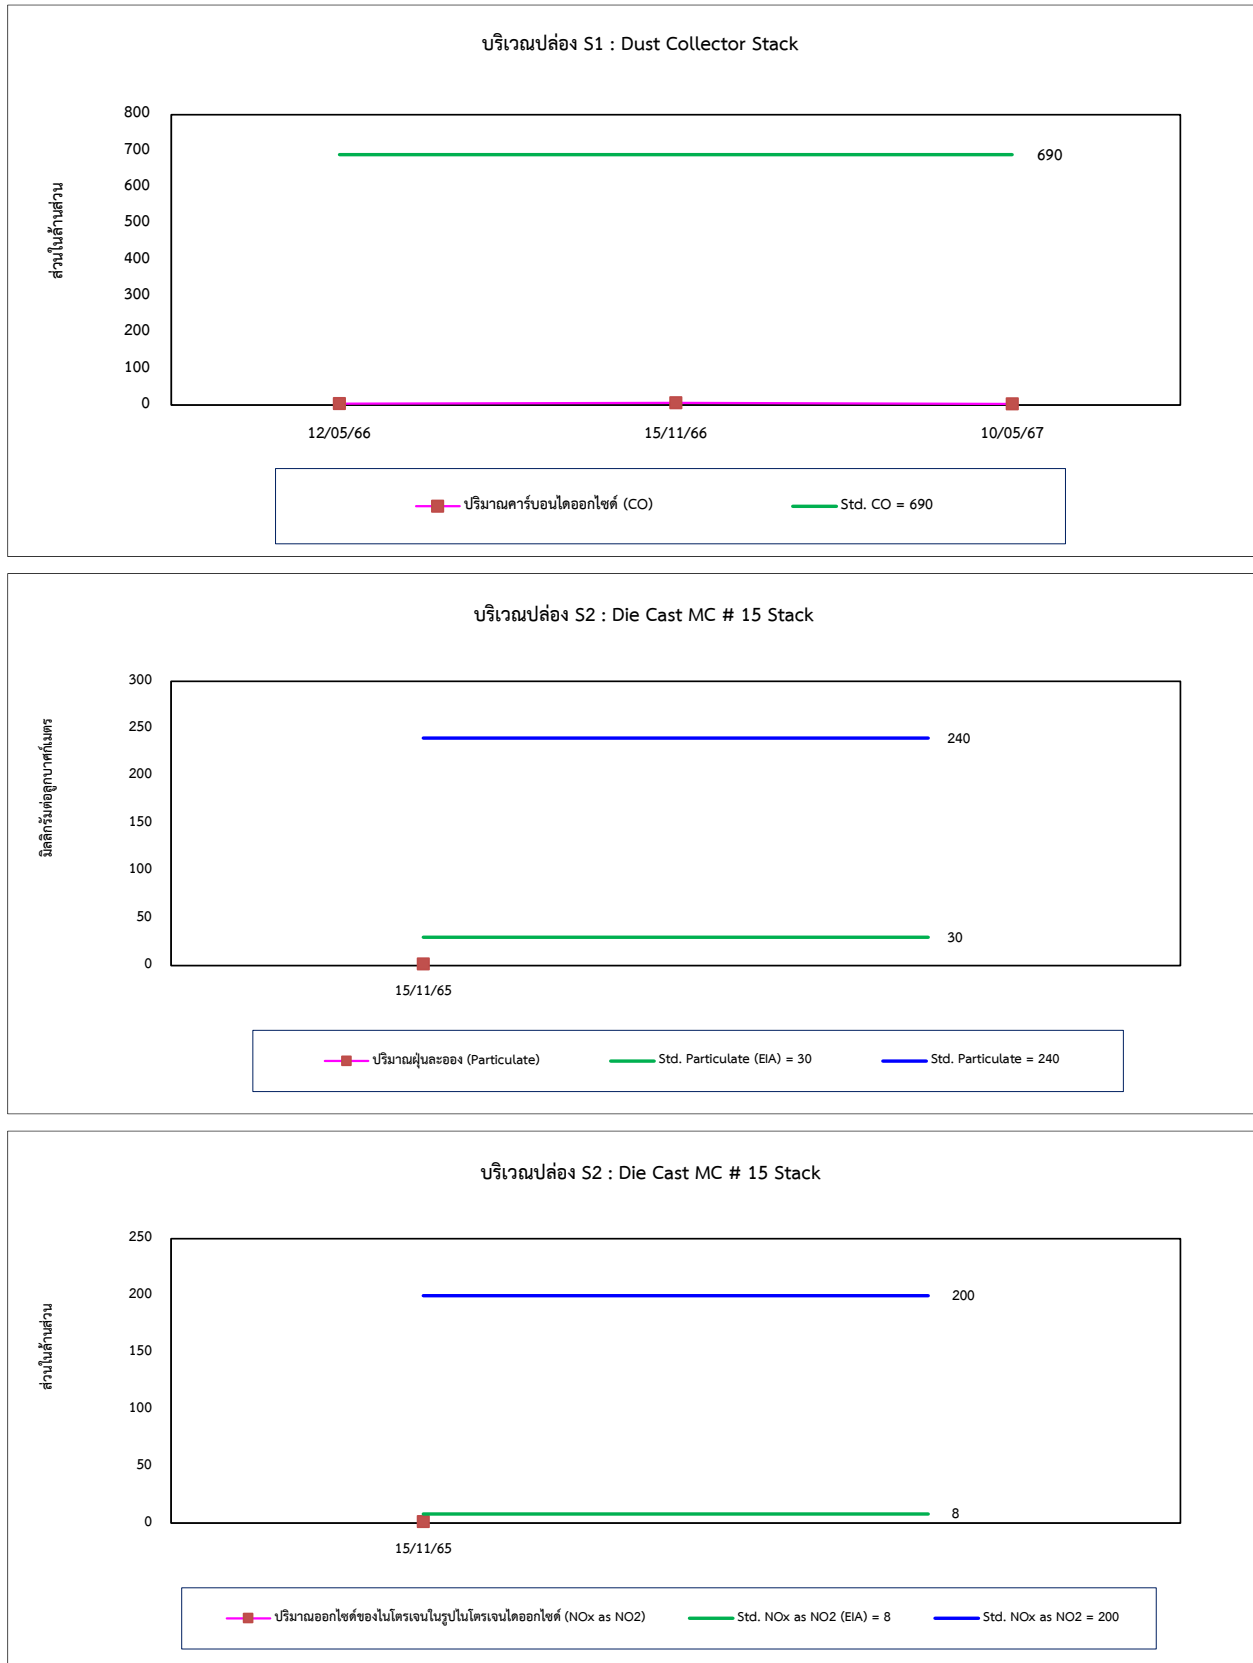 บริเวณปล่อง S1 : Dust Collector Stack
ส่วนในล้านส่วน
800
700
600
500
400
300
200
100
0
690
12/05/66 15/11/66 10/05/67
ปริมาณคาร์บอนไดออกไซด์ (CO) Std. CO = 690
บริเวณปล่อง S2 : Die Cast MC # 15 Stack
มิลลิกรัมต่อลูกบาศก์เมตร
300
250
200
150
100
50
0
240
30
15/11/65
ปริมาณฝุ่นละออง (Particulate) Std. Particulate (EIA) = 30 Std. Particulate = 240
บริเวณปล่อง S2 : Die Cast MC # 15 Stack
ส่วนในล้านส่วน
250
200
150
100
50
0
200
8
15/11/65
ปริมาณออกไซด์ของไนโตรเจนในรูปไนโตรเจนไดออกไซด์ (NOx as NO2) Std. NOx as NO2 (EIA) = 8 Std. NOx as NO2 = 200